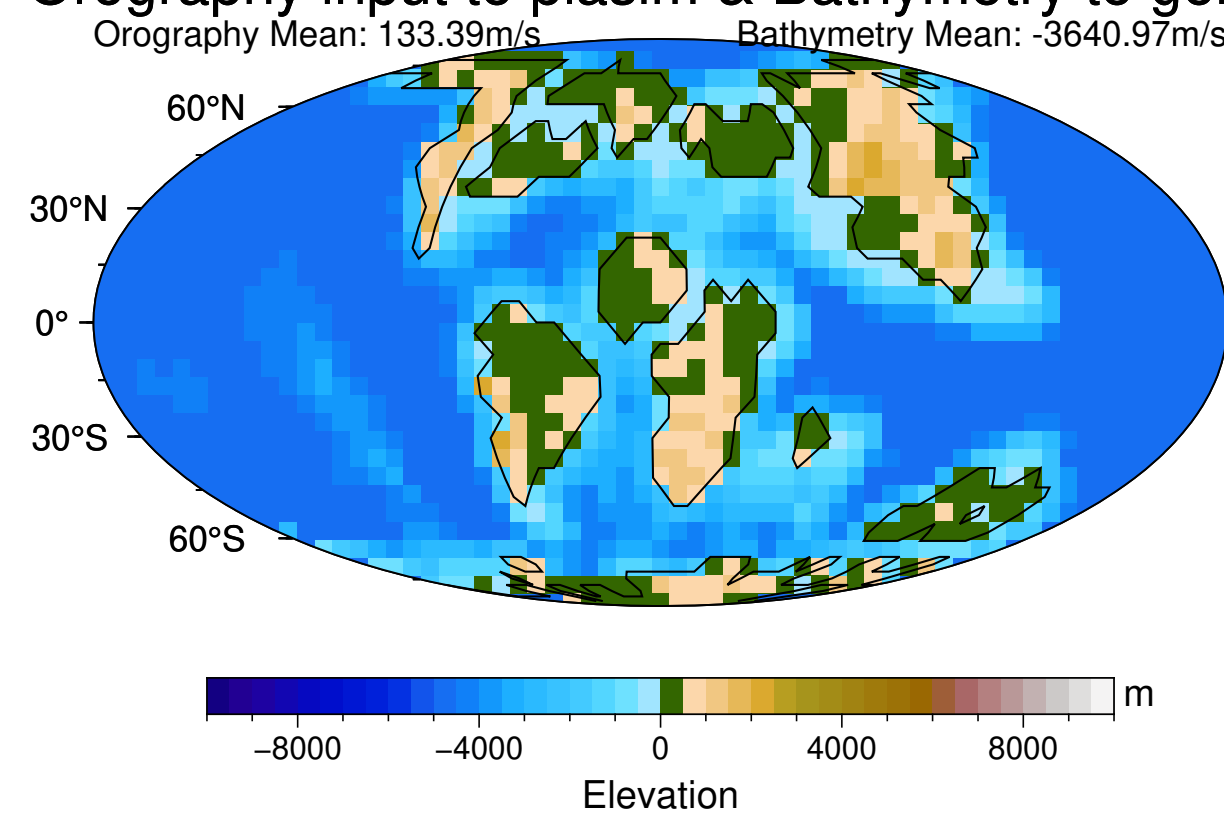 Orography input to plasim & Bathymetry to
Orography Mean: 133.39m/s Bathymetry Mean: -3640.97m/s
60°N
30°N
0°
30°S
60°S
m
−8000 −4000 0 4000 8000
Elevation